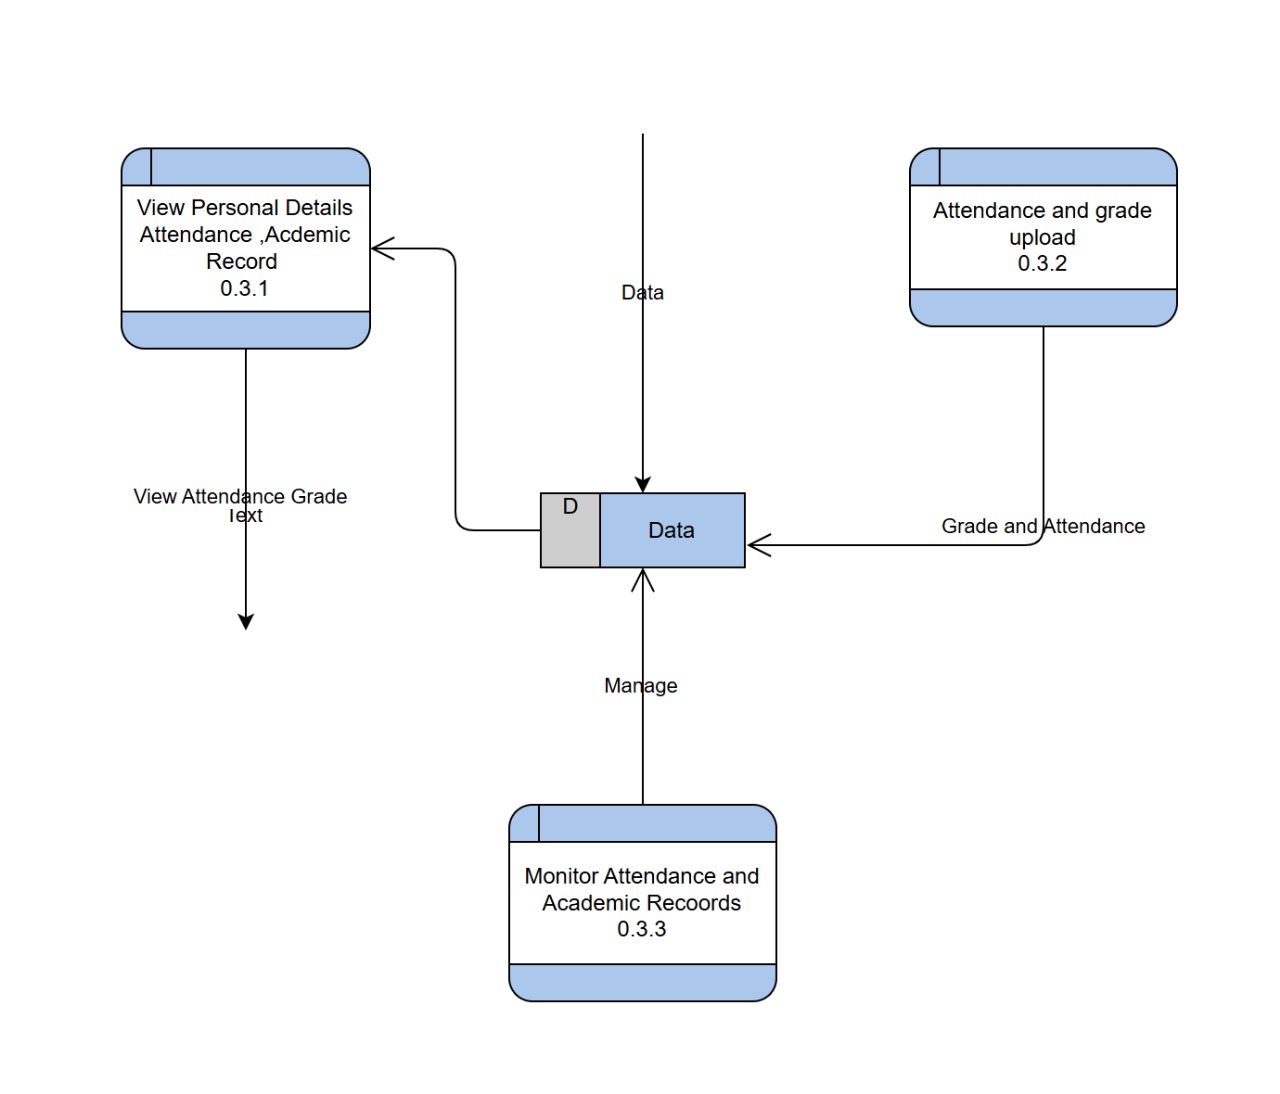 View Personal Details
Attendance ,Acdemic
Record
0.3.1
Data
Attendance and grade
upload
0.3.2
View Attendance Grade
Text
D
Data
Grade and Attendance
Manage
Monitor Attendance and
Academic Recoords
0.3.3